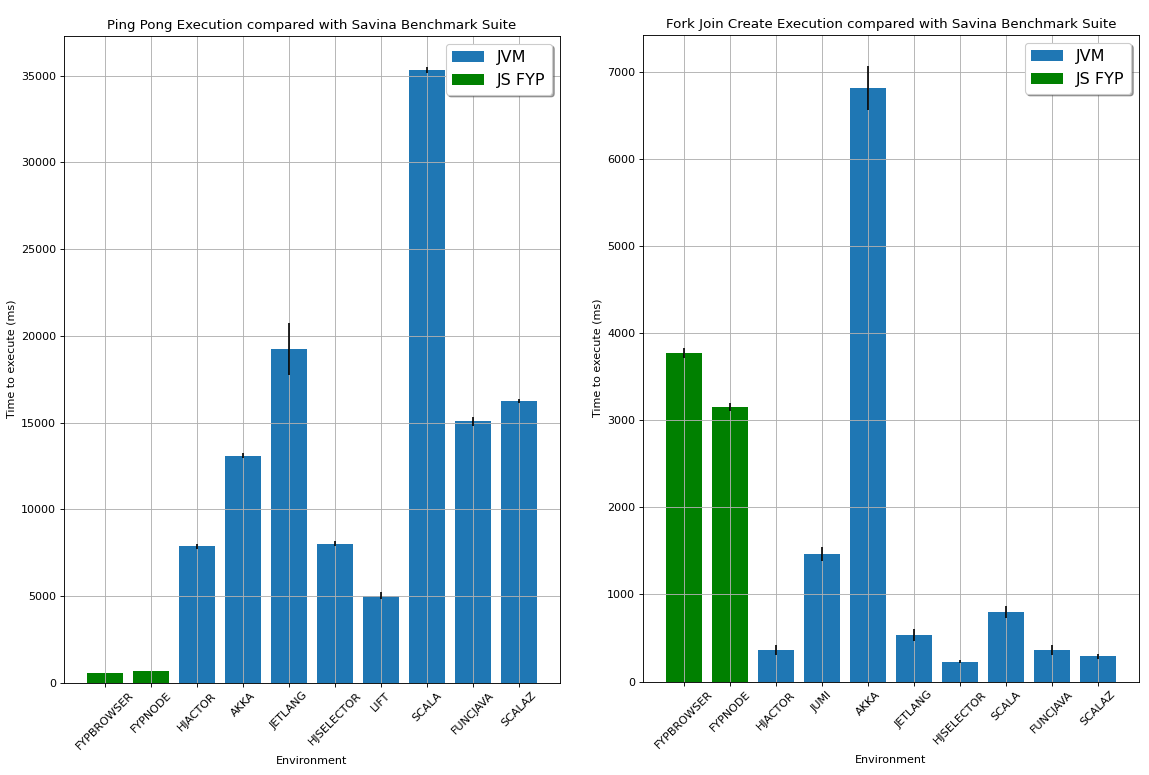 Ping Pong Execution compared with Savina Benchmark Suite
JVM
JS FYP
35000
30000
25000
20000
15000
10000
5000
0
Time to execute (ms)
FYPBROWSER
FYPNODE
HJACTOR
AKKA
JETLANG
HJSELECTOR
LIFT
SCALA
FUNCJAVA
SCALAZ
Environment
Fork Join Create Execution compared with Savina Benchmark Suite
JVM
JS FYP
7000
6000
5000
4000
3000
2000
1000
0
Time to execute (ms)
FYPBROWSER
FYPNODE
HJACTOR
JUMI
AKKA
JETLANG
HJSELECTOR
SCALA
FUNCJAVA
SCALAZ
Environment